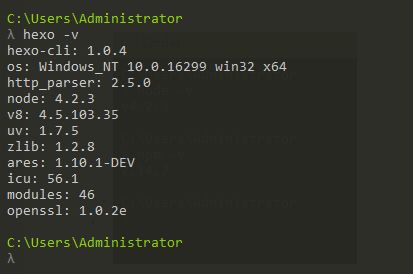 C:\Users\Administrator
λ hexo -v
hexo-cli: 1.0.4
os: Windows_NT 10.0.16299 win32 x64
http_parser: 2.5.0
node: 4.2.3
v8: 4.5.103.35
uv: 1.7.5
zlib: 1.2.8
ares: 1.10.1-DEV
icu: 56.1
modules: 46
openssl: 1.0.2e
C:\Users\Administrator
λ